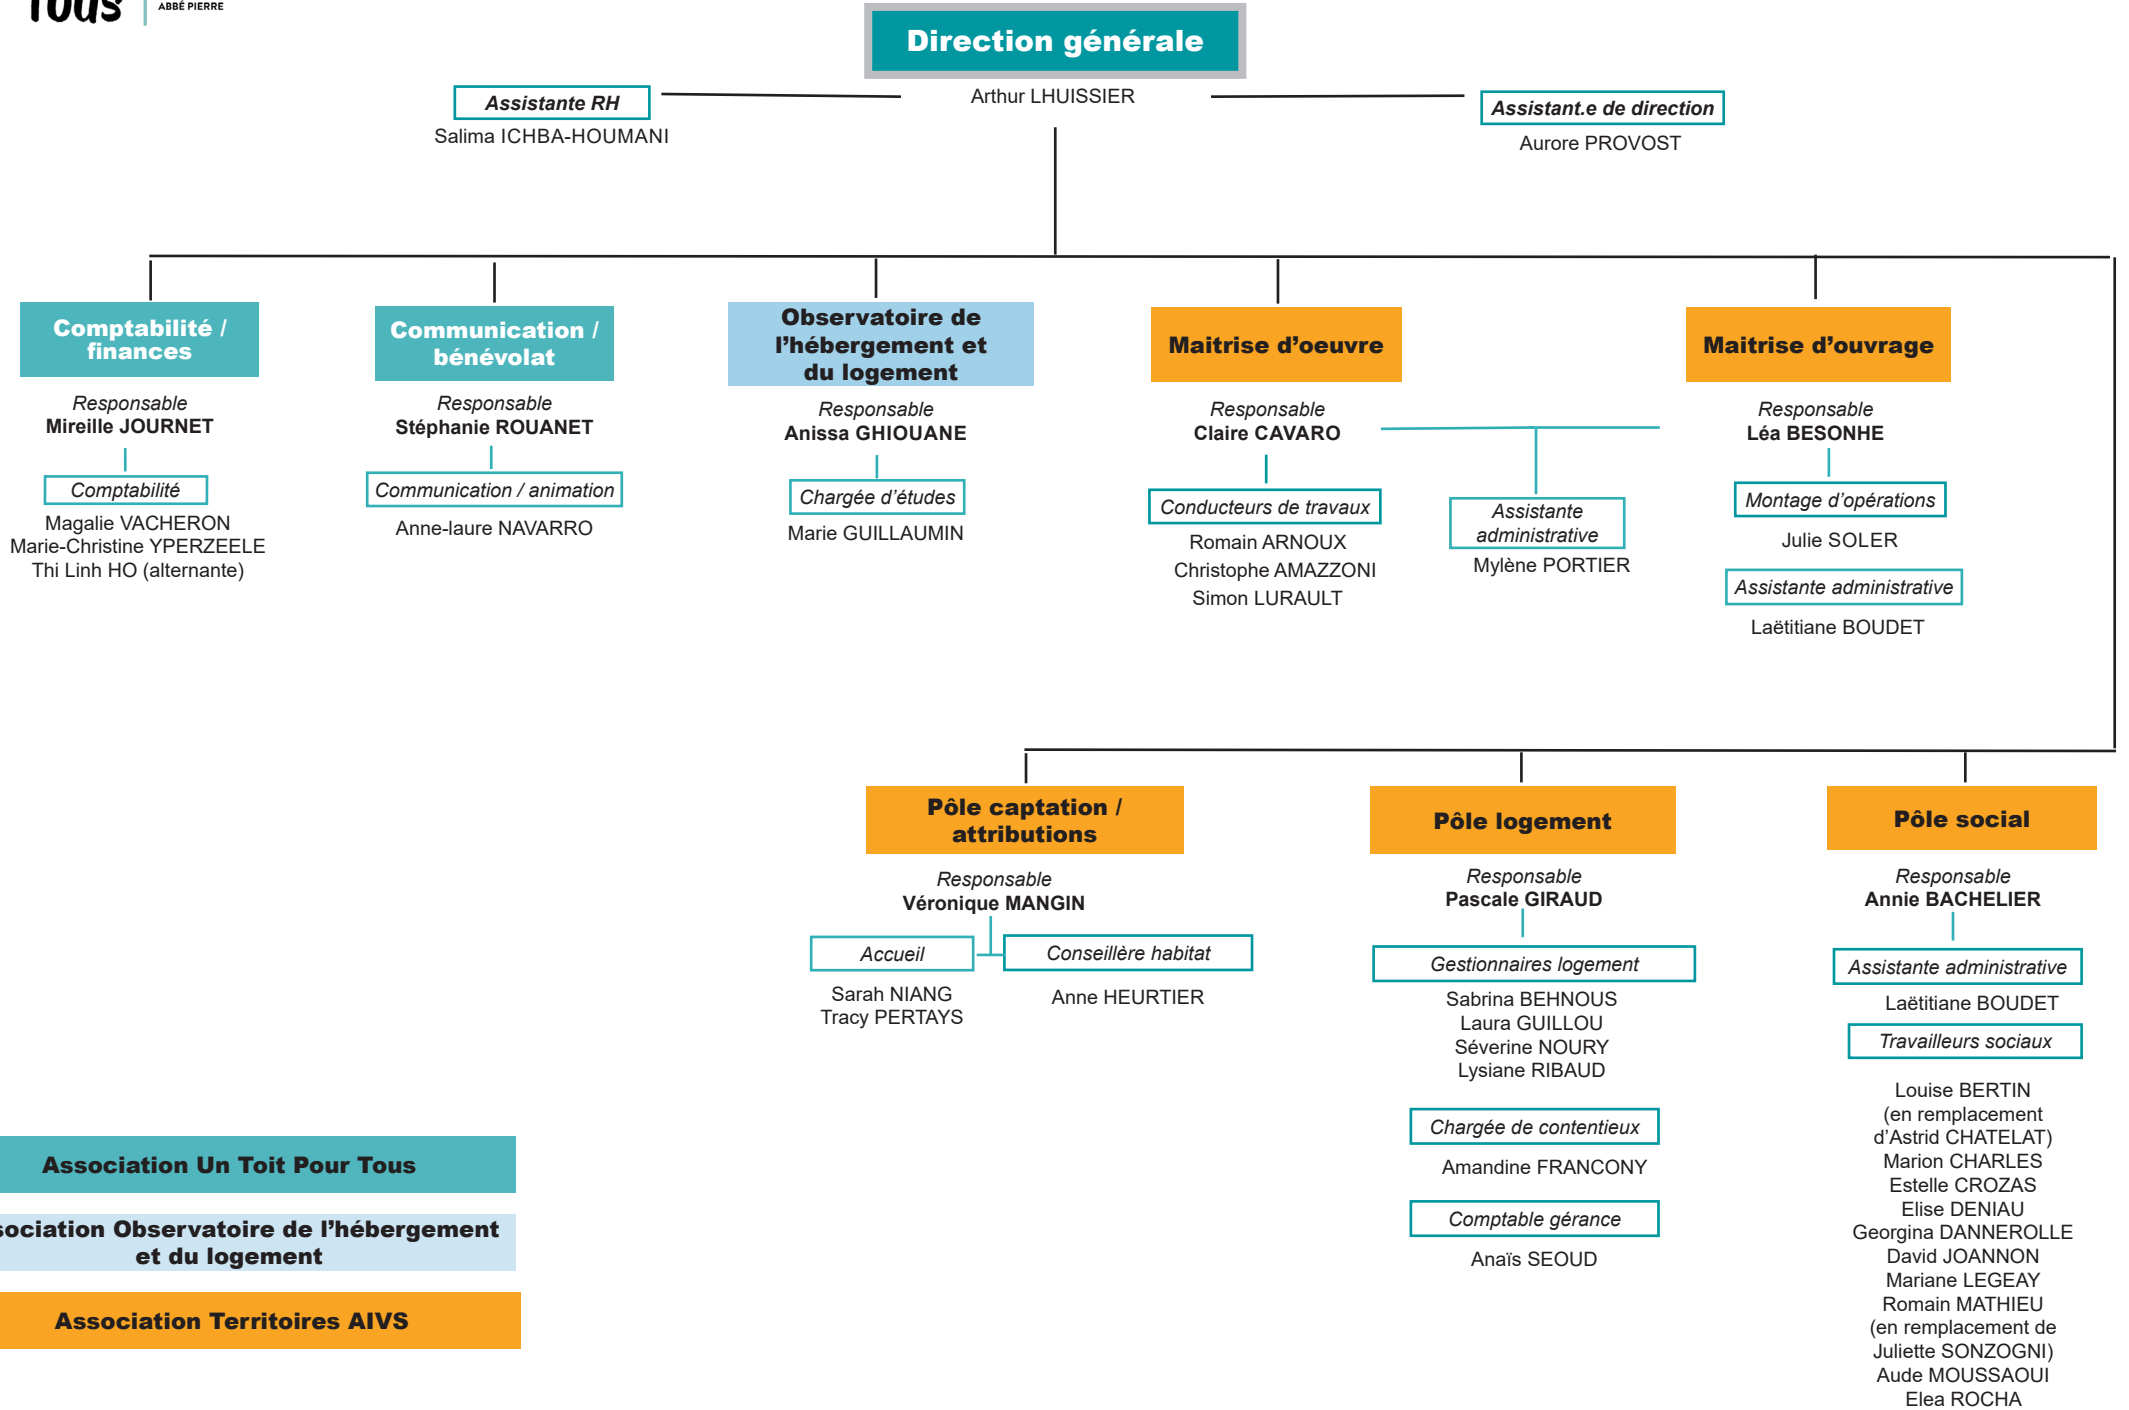 Tous
ABBÉ PIERRE
Direction générale
Arthur LHUISSIER
Assistante RH
Salima ICHBA-HOUMANI
Assistant.e de direction
Aurore PROVOST
Comptabilité /
finances
Responsable
Mireille JOURNET
Comptabilité
Magalie VACHERON
Marie-Christine YPERZEELE
Thi Linh HO (alternante)
Communication /
bénévolat
Responsable
Stéphanie ROUANET
Communication / animation
Anne-laure NAVARRO
Observatoire de
l'hébergement et
du logement
Responsable
Anissa GHIOUANE
Chargée d'études
Marie GUILLAUMIN
Maitrise d'oeuvre
Responsable
Claire CAVARO
Conducteurs de travaux
Romain ARNOUX
Christophe AMAZZONI
Simon LURAULT
Assistante
administrative
Mylène PORTIER
Maitrise d'ouvrage
Responsable
Léa BESONHE
Montage d'opérations
Julie SOLER
Assistante administrative
Laëtitiane BOUDET
Pôle captation /
attributions
Responsable
Véronique MANGIN
Accueil
Sarah NIANG
Tracy PERTAYS
Conseillère habitat
Anne HEURTIER
Pôle logement
Responsable
Pascale GIRAUD
Gestionnaires logement
Sabrina BEHNOUS
Laura GUILLOU
Séverine NOURY
Lysiane RIBAUD
Chargée de contentieux
Amandine FRANCONY
Comptable gérance
Anaïs SEOUD
Pôle social
Responsable
Annie BACHELIER
Assistante administrative
Laëtitiane BOUDET
Travailleurs sociaux
Louise BERTIN
(en remplacement
d'Astrid CHATELAT)
Marion CHARLES
Estelle CROZAS
Elise DENIAU
Georgina DANNEROLLE
David JOANNON
Mariane LEGEAY
Romain MATHIEU
(en remplacement de
Juliette SONZOGNI)
Aude MOUSSAOUI
Elea ROCHA
Association Un Toit Pour Tous
sociation Observatoire de l'hébergement
et du logement
Association Territoires AIVS